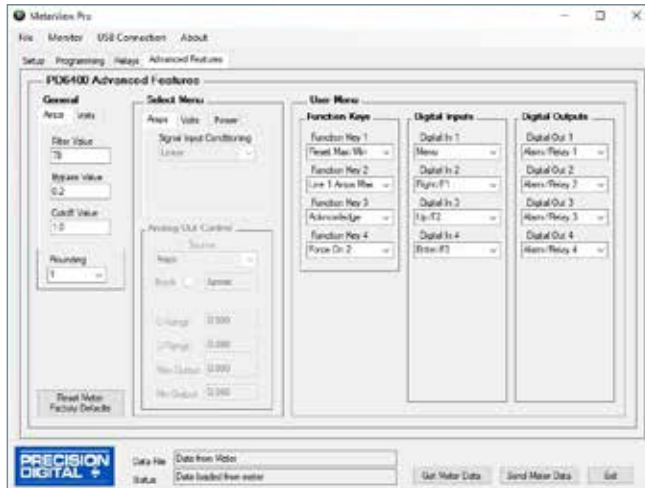 MeterView Pro
File Monitor USB Connection About
Setup Programming Relays Advanced Features
PD6400 Advanced Features
General
Amps Volts
Filter Value
78
Bypass Value
0.2
Cutoff Value
1.0
Rounding
1
Reset Meter
Factory Defaults
Select Menu
Amps Volts Power
Signal Input Conditioning
Linear
Analog Out Control
Source
Amps
Break Ignore
0.000
0.000
Max Output 0.000
Min Output 0.000
User Menu
Function Keys
Function Key 1
Reset Max/Min
Function Key 2
Line 1 Amps Max
Function Key 3
Acknowledge
Function Key 4
Force On 2
Digital Inputs
Digital In 1
Menu
Digital In 2
Right/F1
Digital In 3
Up/F2
Digital In 4
Enter/F3
Digital Outputs
Digital Out 1
Alarm/Relay 1
Digital Out 2
Alarm/Relay 2
Digital Out 3
Alarm/Relay 3
Digital Out 4
Alarm/Relay 4
PRECISION
DIGITAL
Data File Data from Meter
Status Data loaded from meter
Get Meter Data Send Meter Data Exit